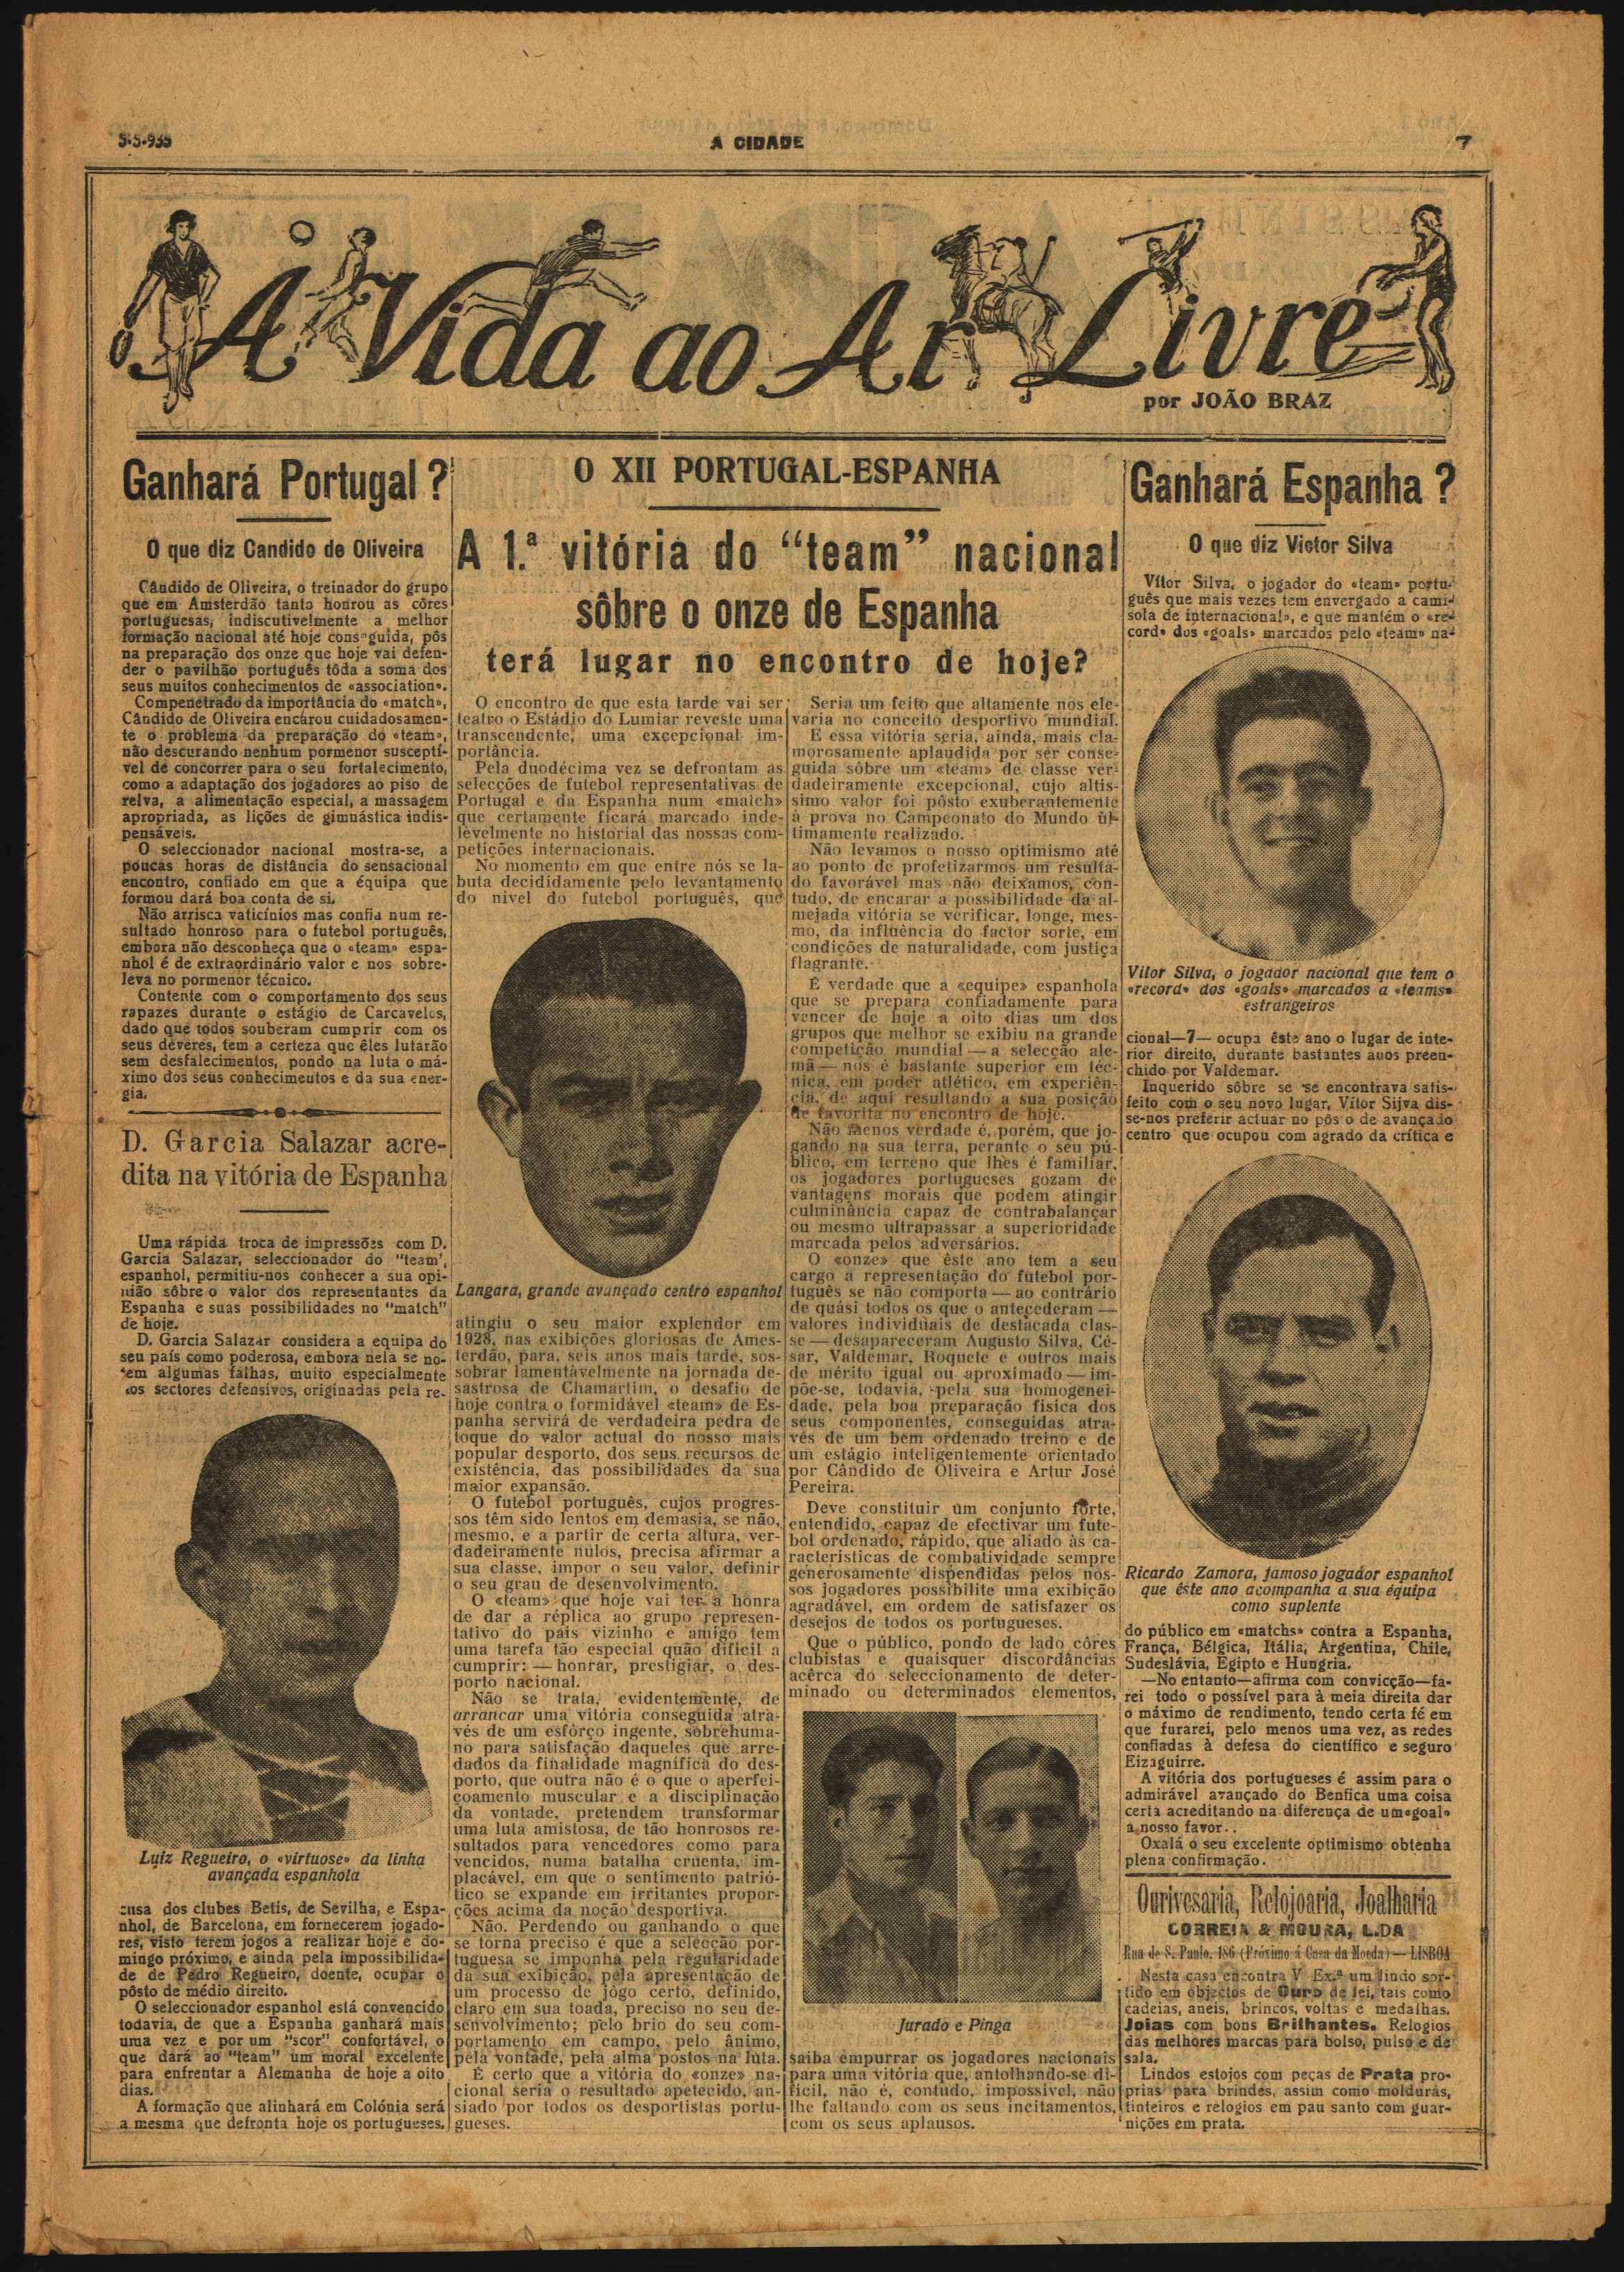 5-5-935
A CIDADE
7
A Vida ao Ar Livre
por JOÃO BRAZ
Ganhará Portugal?
O que diz Candido de Oliveira
Cândido de Oliveira, o treinador do grupo
que em Amsterdão tanto honrou as côres
portuguesas, indiscutivelmente a melhor
formação nacional até hoje conseguida, pôs
na preparação dos onze que hoje vai defen-
der o pavilhão português tôda a soma dos
seus muitos conhecimentos de «association».
Compenetrado da importância do «match»,
Cândido de Oliveira encarou cuidadosamen-
te o problema da preparação do «team»,
não descurando nenhum pormenor susceptí-
vel de concorrer para o seu fortalecimento,
como a adaptação dos jogadores ao piso de
relva, a alimentação especial, a massagem
apropriada, as lições de gimnástica indis-
pensáveis.
O seleccionador nacional mostra-se, a
poucas horas de distância do sensacional
encontro, confiado em que a équipa que
formou dará boa conta de si.
Não arrisca vaticínios mas confia num re-
sultado honroso para o futebol português,
embora não desconheça que o «team» espa-
nhol é de extraordinário valor e nos sobre-
leva no pormenor técnico.
Contente com o comportamento dos seus
rapazes durante o estágio de Carcavelos,
dado que todos souberam cumprir com os
seus deveres, tem a certeza que êles lutarão
sem desfalecimentos, pondo na luta o má-
ximo dos seus conhecimentos e da sua ener-
gia.
D. Garcia Salazar acre-
dita na vitória de Espanha
Uma rápida troca de impressões com D.
Garcia Salazar, seleccionador do "team",
espanhol, permitiu-nos conhecer a sua opi-
nião sôbre o valor dos representantes da
Espanha e suas possibilidades no "match"
de hoje.
D. Garcia Salazar considera a equipa do
seu país como poderosa, embora nela se no-
tem algumas falhas, muito especialmente
nos sectores defensivos, originadas pela re-
Luiz Regueiro, o «virtuose» da linha
avançada espanhola
cusa dos clubes Betis, de Sevilha, e Espa-
nhol, de Barcelona, em fornecerem jogado-
res, visto terem jogos a realizar hoje e do-
mingo próximo, e ainda pela impossibilida-
de de Pedro Regueiro, doente, ocupar o
pôsto de médio direito.
O seleccionador espanhol está convencido
todavia, de que a Espanha ganhará mais
uma vez e por um "scor" confortável, o
que dará ao "team" um moral excelente
para enfrentar a Alemanha de hoje a oito
dias.
A formação que alinhará em Colónia será
a mesma que defronta hoje os portugueses.
O XII PORTUGAL-ESPANHA
A 1.ª vitória do "team" nacional
sôbre o onze de Espanha
terá lugar no encontro de hoje?
O encontro de que esta tarde vai ser
teatro o Estádio do Lumiar reveste uma
transcendente, uma excepcional im-
portância.
Pela duodécima vez se defrontam as
selecções de futebol representativas de
Portugal e da Espanha num «match»
que certamente ficará marcado inde-
lèvelmente no historial das nossas com-
petições internacionais.
No momento em que entre nós se la-
buta decididamente pelo levantamento
do nivel do futebol português, que
Langara, grande avançado centro espanhol
atingiu o seu maior explendor em
1928, nas exibições gloriosas de Ames-
terdão, para, seis anos mais tarde, sos-
sobrar lamentàvelmente na jornada de-
sastrosa de Chamartim, o desafio de
hoje contra o formidável «team» de Es-
panha servirá de verdadeira pedra de
toque do valor actual do nosso mais
popular desporto, dos seus recursos de
existência, das possibilidades da sua
maior expansão.
O futebol português, cujos progres-
sos têm sido lentos em demasia, se não,
mesmo, e a partir de certa altura, ver-
dadeiramente nulos, precisa afirmar a
sua classe, impor o seu valor, definir
o seu grau de desenvolvimento.
O «team» que hoje vai ter a honra
de dar a réplica ao grupo represen-
tativo do país vizinho e amigo tem
uma tarefa tão especial quão difícil a
cumprir: — honrar, prestigiar, o des-
porto nacional.
Não se trata, evidentemente, de
arrancar uma vitória conseguida atra-
vés de um esfôrço ingente, sobrehuma-
no para satisfação daqueles que arre-
dados da finalidade magnífica do des-
porto, que outra não é o que o aperfei-
çoamento muscular e a disciplinação
da vontade, pretendem transformar
uma luta amistosa, de tão honrosos re-
sultados para vencedores como para
vencidos, numa batalha cruenta, im-
placável, em que o sentimento patrió-
tico se expande em irritantes propor-
ções acima da noção desportiva.
Não. Perdendo ou ganhando o que
se torna preciso é que a selecção por-
tuguesa se imponha pela regularidade
da sua exibição, pela apresentação de
um processo de jôgo certo, definido,
claro em sua toada, preciso no seu de-
senvolvimento; pelo brio do seu com-
portamento em campo, pelo ânimo,
pela vontade, pela alma postos na luta.
É certo que a vitória do «onze» na-
cional seria o resultado apetecido, an-
siado por todos os desportistas portu-
gueses.
Seria um feito que altamente nos ele-
varia no conceito desportivo mundial.
E essa vitória seria, ainda, mais cla-
morosamente aplaudida por ser conse-
guida sôbre um «team» de classe ver-
dadeiramente excepcional, cujo altís-
simo valor foi pôsto exuberantemente
à prova no Campeonato do Mundo úl-
timamente realizado.
Não levamos o nosso optimismo até
ao ponto de profetizarmos um resulta-
do favorável mas não deixamos, con-
tudo, de encarar a possibilidade da al-
mejada vitória se verificar, longe, mes-
mo, da influência do factor sorte, em
condições de naturalidade, com justiça
flagrante.
É verdade que a «equipe» espanhola
que se prepara confiadamente para
vencer de hoje a oito dias um dos
grupos que melhor se exibiu na grande
competição mundial — a selecção ale-
mã — nos é bastante superior em téc-
nica, em poder atlético, em experiên-
cia, de aqui resultando a sua posição
de favorita no encontro de hoje.
Não menos verdade é, porém, que jo-
gando na sua terra, perante o seu pú-
blico, em terreno que lhes é familiar,
os jogadores portugueses gozam de
vantagens morais que podem atingir
culminância capaz de contrabalançar
ou mesmo ultrapassar a superioridade
marcada pelos adversários.
O «onze» que êste ano tem a seu
cargo a representação do futebol por-
tuguês se não comporta — ao contrário
de quási todos os que o antecederam —
valores individuais de destacada clas-
se — desapareceram Augusto Silva, Cé-
sar, Valdemar, Roquete e outros mais
de mérito igual ou aproximado — im-
põe-se, todavia, pela sua homogenei-
dade, pela boa preparação física dos
seus componentes, conseguidas atra-
vés de um bem ordenado treino e de
um estágio inteligentemente orientado
por Cândido de Oliveira e Artur José
Pereira.
Deve constituir um conjunto forte,
entendido, capaz de efectivar um fute-
bol ordenado, rápido, que aliado às ca-
racterísticas de combatividade sempre
generosamente dispendidas pelos nos-
sos jogadores possibilite uma exibição
agradável, em ordem de satisfazer os
desejos de todos os portugueses.
Que o público, pondo de lado côres
clubistas e quaisquer discordâncias
acêrca do seleccionamento de deter-
minado ou determinados elementos,
Jurado e Pinga
saiba empurrar os jogadores nacionais
para uma vitória que, antolhando-se di-
fícil, não é, contudo, impossível, não
lhe faltando com os seus incitamentos,
com os seus aplausos.
Ganhará Espanha?
O que diz Victor Silva
Vítor Silva, o jogador do «team» portu-
guês que mais vezes tem envergado a cami-
sola de internacional», e que mantém o «re-
cord» dos «goals» marcados pelo «team» na-
Vitor Silva, o jogador nacional que tem o
«record» dos «goals» marcados a «teams»
estrangeiros
cional—7— ocupa êste ano o lugar de inte-
rior direito, durante bastantes anos preen-
chido por Valdemar.
Inquerido sôbre se se encontrava satis-
feito com o seu novo lugar, Vítor Sijva dis-
se-nos preferir actuar no pôs o de avançado
centro que ocupou com agrado da crítica e
Ricardo Zamora, famoso jogador espanhol
que êste ano acompanha a sua équipa
como suplente
do público em «matchs» contra a Espanha,
França, Bélgica, Itália, Argentina, Chile,
Sudeslávia, Egipto e Hungria.
—No entanto—afirma com convicção—fa-
rei todo o possível para à meia direita dar
o máximo de rendimento, tendo certa fé em
que furarei, pelo menos uma vez, as redes
confiadas à defesa do científico e seguro
Eizaguirre.
A vitória dos portugueses é assim para o
admirável avançado do Benfica uma coisa
certa acreditando na diferença de um«goal»
a nosso favor..
Oxalá o seu excelente optimismo obtenha
plena confirmação.
Ourivesaria, Relojoaria, Joalharia
CORREIA & MOURA, L.DA
Rua de S. Paulo, 186 (Próximo á Casa da Moeda) — LISBOA
Nesta casa encontra V. Ex.ª um lindo sor-
tido em objectos de Ouro de lei, tais como
cadeias, aneis, brincos, voltas e medalhas.
Joias com bons Brilhantes. Relogios
das melhores marcas para bolso, pulso e de
sala.
Lindos estojos com peças de Prata pro-
prias para brindes, assim como molduras,
tinteiros e relogios em pau santo com guar-
nições em prata.